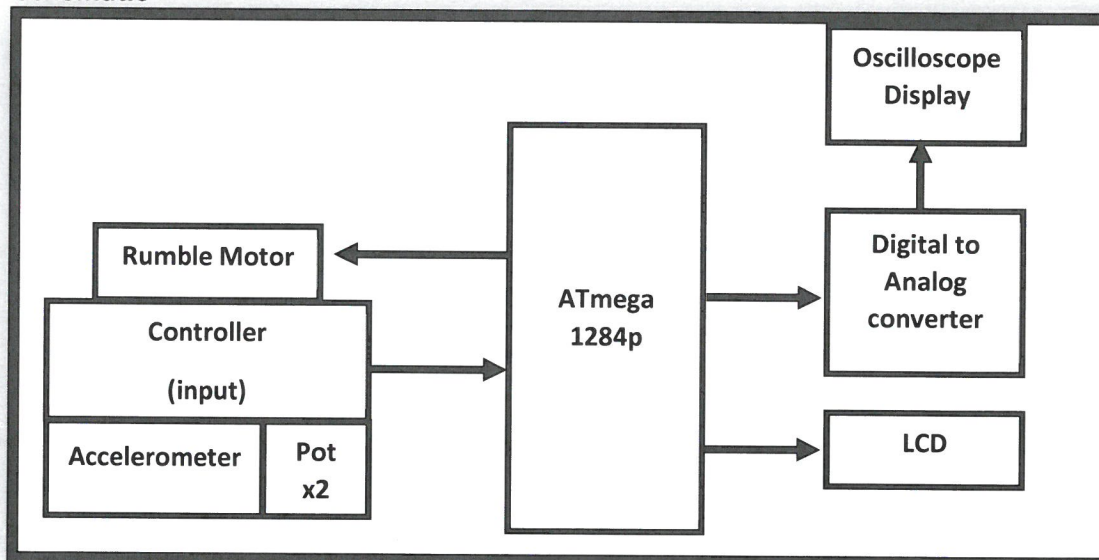 Oscilloscope
Display
Rumble Motor
Controller
(input)
Accelerometer
Pot
x2
ATmega
1284p
Digital to
Analog
converter
LCD